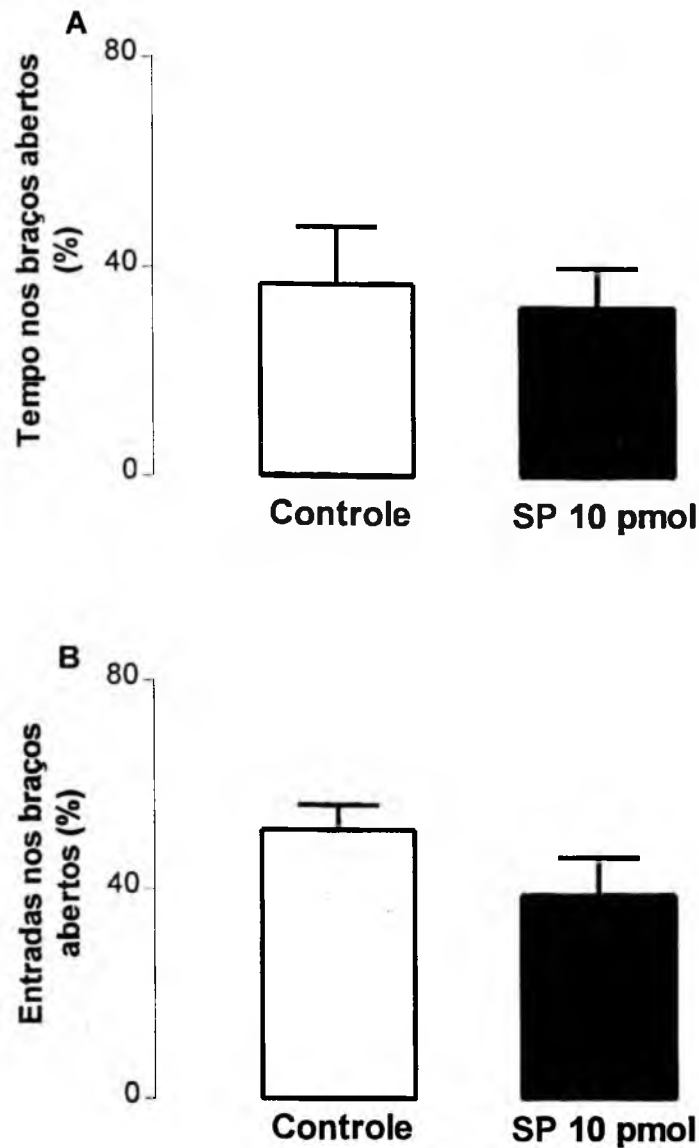 A
80
40
0
Tempo nos braços abertos
(%)
Controle
SP 10 pmol
B
80
40
0
Entradas nos braços
abertos (%)
Controle
SP 10 pmol